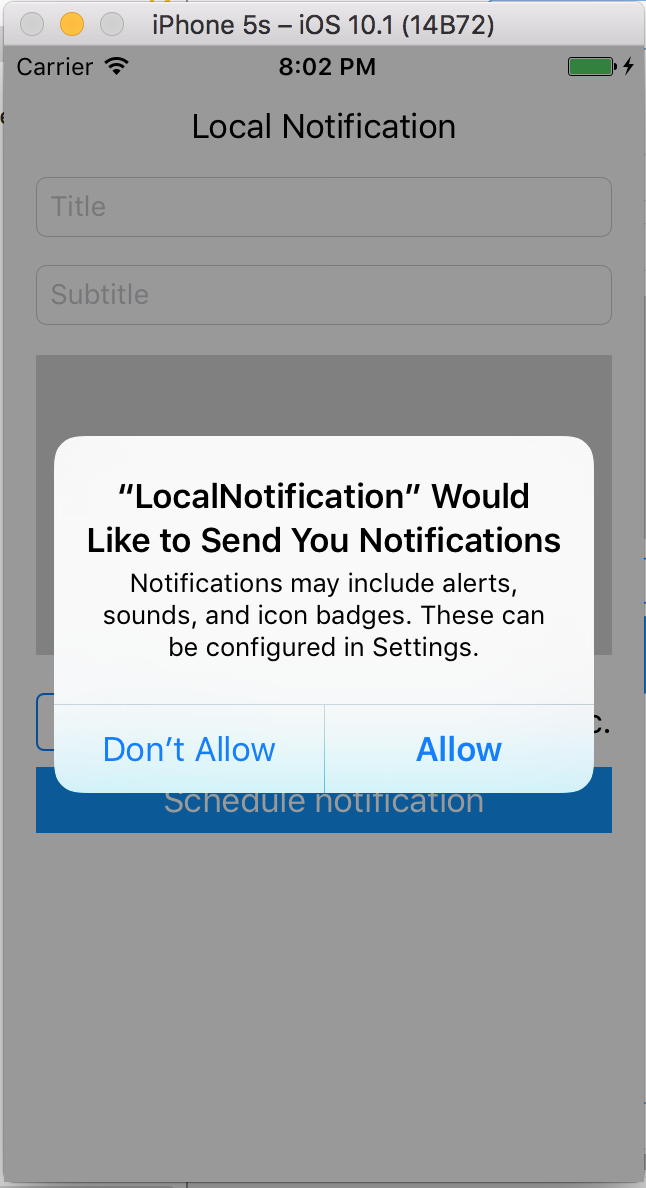 iPhone 5s – iOS 10.1 (14B72)
Carrier 8:02 PM
Local Notification
Title
Subtitle
“LocalNotification” Would
Like to Send You Notifications
Notifications may include alerts,
sounds, and icon badges. These can
be configured in Settings.
Don’t Allow Allow
Schedule notification